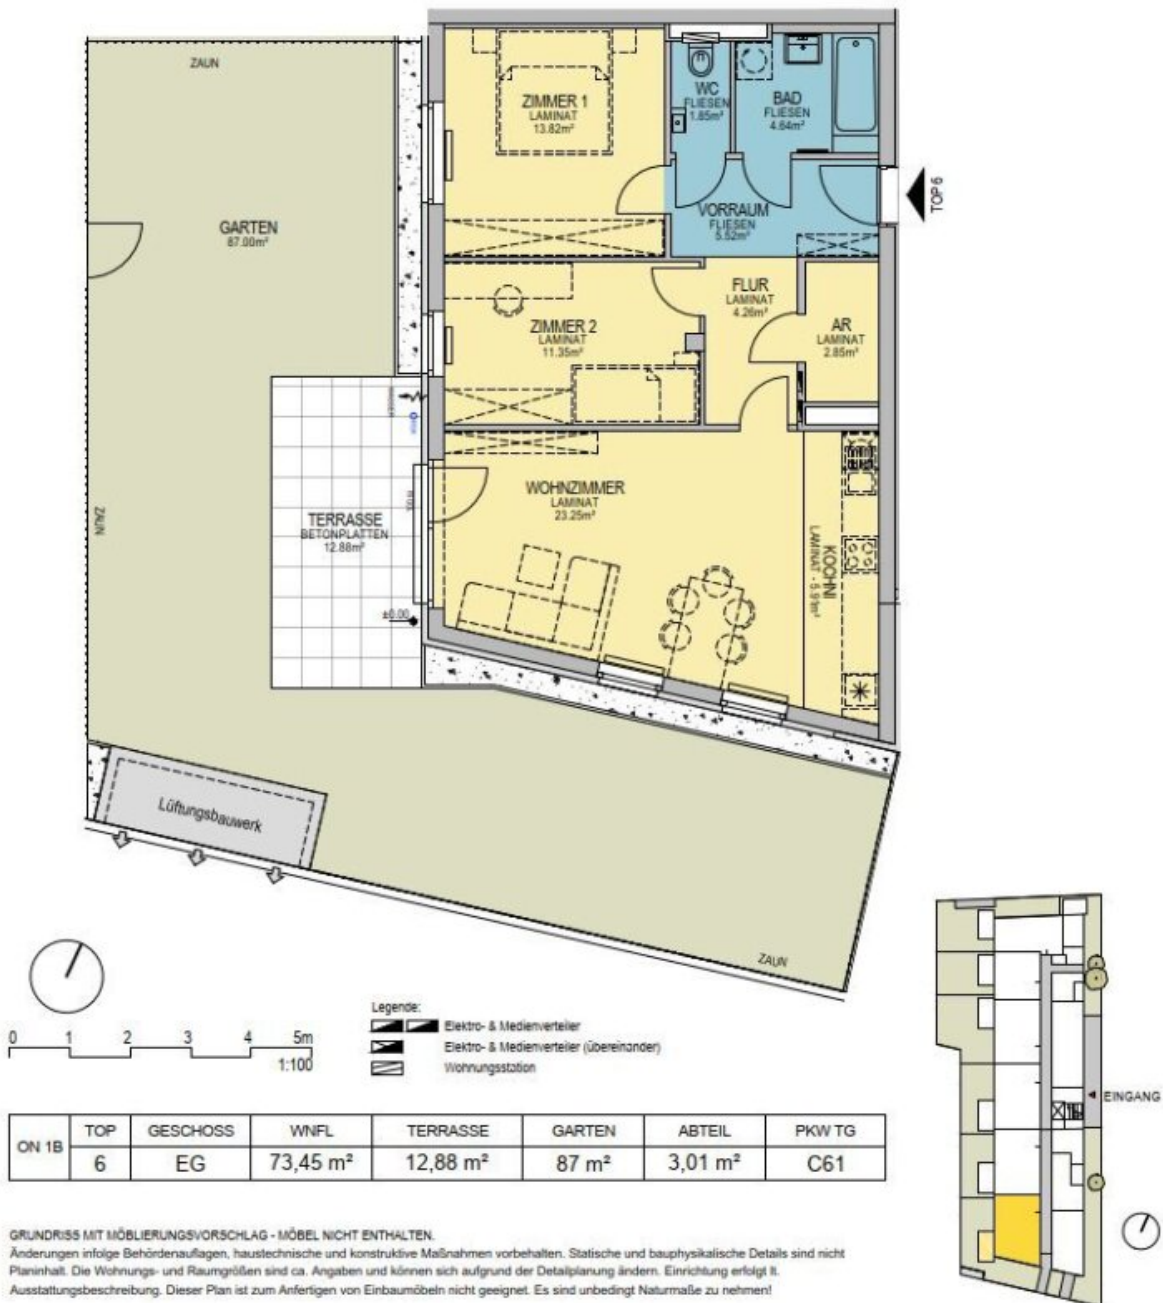 ZAUN
ZIMMER 1
LAMINAT
13.82m²
WC
FLIESEN
1.85m²
BAD
FLIESEN
4.64m²
TOP 6
VORRAUM
FLIESEN
5.52m²
GARTEN
87.00m²
FLUR
LAMINAT
4.26m²
ZIMMER 2
LAMINAT
11.35m²
AR
LAMINAT
2.85m²
WOHNZIMMER
LAMINAT
23.25m²
ZAUN
TERRASSE
BETONPLATTEN
12.88m²
KOCHNI
LAMINAT - 5.91m²
±0.00
Lüftungsbauwerk
ZAUN
0 1 2 3 4 5m
1:100
Legende:
Elektro- & Medienverteiler
Elektro- & Medienverteiler (übereinander)
Wohnungsstation
EINGANG
ON 1B TOP GESCHOSS WNFL TERRASSE GARTEN ABTEIL PKW TG
6 EG 73,45 m² 12,88 m² 87 m² 3,01 m² C61
GRUNDRISS MIT MÖBLIERUNGSVORSCHLAG - MÖBEL NICHT ENTHALTEN.
Änderungen infolge Behördenauflagen, haustechnische und konstruktive Maßnahmen vorbehalten. Statische und bauphysikalische Details sind nicht
Planinhalt. Die Wohnungs- und Raumgrößen sind ca. Angaben und können sich aufgrund der Detailplanung ändern. Einrichtung erfolgt lt.
Ausstattungsbeschreibung. Dieser Plan ist zum Anfertigen von Einbaumöbeln nicht geeignet. Es sind unbedingt Naturmaße zu nehmen!